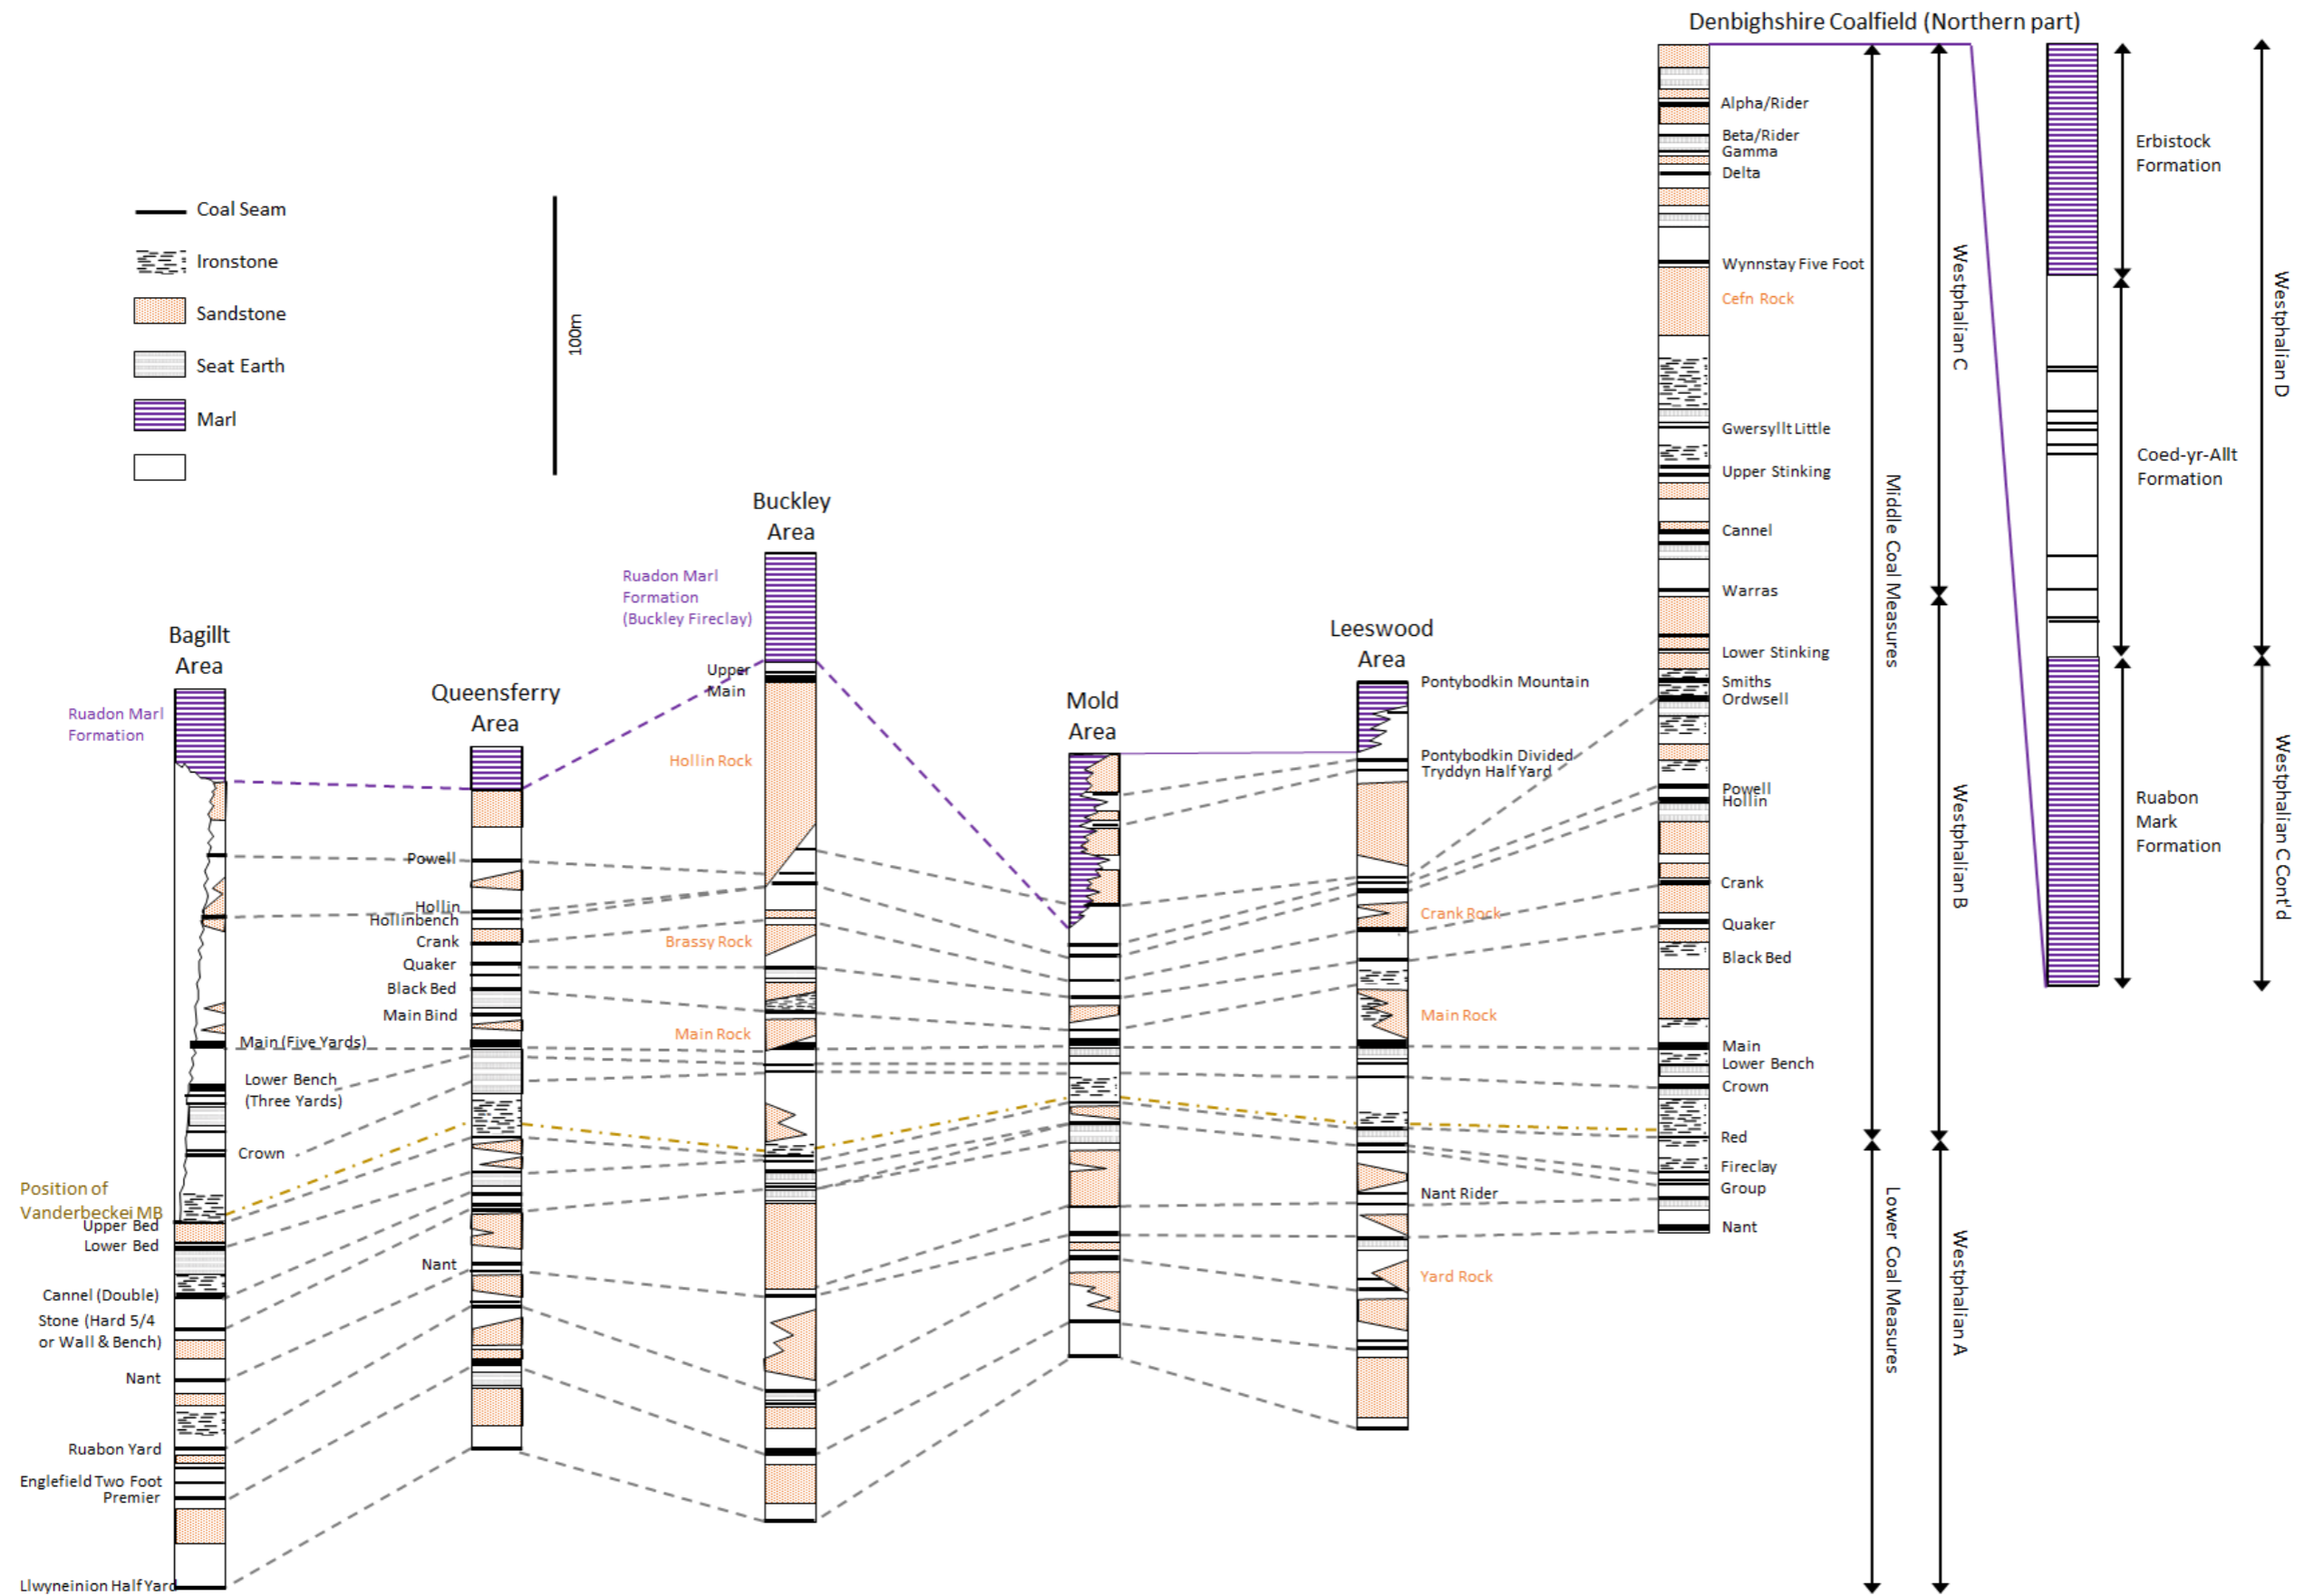 Denbighshire Coalfield (Northern part)
Coal Seam
Ironstone
Sandstone
Seat Earth
Marl
100m
Bagillt
Area
Ruadon Marl
Formation
Main (Five Yards)
Lower Bench
(Three Yards)
Crown
Position of
Vanderbeckei MB
Upper Bed
Lower Bed
Cannel (Double)
Stone (Hard 5/4
or Wall & Bench)
Nant
Ruabon Yard
Englefield Two Foot
Premier
Llwyneinion Half Yard
Queensferry
Area
Powell
Hollin
Hollinbench
Crank
Quaker
Black Bed
Main Bind
Nant
Buckley
Area
Ruadon Marl
Formation
(Buckley Fireclay)
Upper
Main
Hollin Rock
Brassy Rock
Main Rock
Mold
Area
Leeswood
Area
Pontybodkin Mountain
Pontybodkin Divided
Tryddyn Half Yard
Crank Rock
Main Rock
Nant Rider
Yard Rock
Alpha/Rider
Beta/Rider
Gamma
Delta
Wynnstay Five Foot
Cefn Rock
Gwersyllt Little
Upper Stinking
Cannel
Warras
Lower Stinking
Smiths
Ordwsell
Powell
Hollin
Crank
Quaker
Black Bed
Main
Lower Bench
Crown
Red
Fireclay
Group
Nant
Middle Coal Measures
Lower Coal Measures
Westphalian C
Westphalian B
Westphalian A
Erbistock
Formation
Coed-yr-Allt
Formation
Ruabon
Mark
Formation
Westphalian D
Westphalian C Cont'd